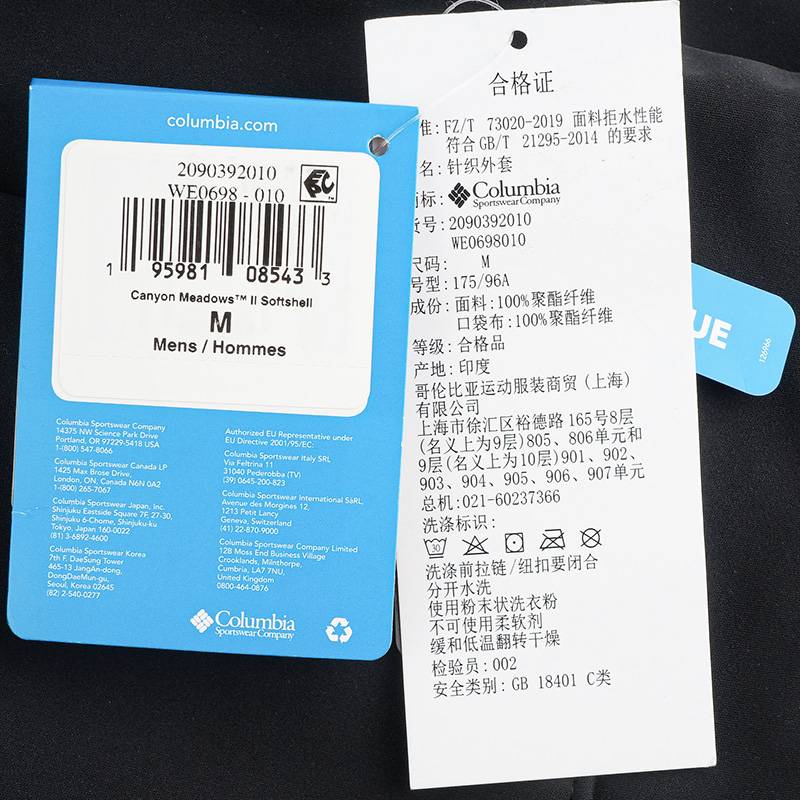 columbia.com
2090392010
WE0698 - 010
1 95981 08543 3
Canyon Meadows™ II Softshell
M
Mens / Hommes
Columbia Sportswear Company
14375 NW Science Park Drive
Portland, OR 97229-5418 USA
1-(800) 547-8066
Columbia Sportswear Canada LP
1425 Max Brose Drive,
London, ON, Canada N6N 0A2
1-(800) 265-7067
Columbia Sportswear Japan, Inc.
Shinjuku Eastside Square 7F, 27-30,
Shinjuku 6-Chome, Shinjuku-ku
Tokyo, Japan 160-0022
(81) 3-6892-4600
Columbia Sportswear Korea
7th F. DaeSung Tower
465-13 JangAn-dong,
DongDaeMun-gu,
Seoul, Korea 02645
(82) 2-540-0277
Authorized EU Representative under
EU Directive 2001/95/EC:
Columbia Sportswear Italy SRL
Via Feltrina 11
31040 Pederobba (TV)
(39) 0645-200-823
Columbia Sportswear International SàRL
Avenue des Morgines 12,
1213 Petit Lancy
Geneva, Switzerland
(41) 22-870-9000
Columbia Sportswear Company Limited
12B Moss End Business Village
Crooklands, Milnthorpe,
Cumbria, LA7 7NU,
United Kingdom
0800-464-0876
Columbia
Sportswear Company
合格证
准: FZ/T 73020-2019 面料拒水性能
符合GB/T 21295-2014 的要求
名: 针织外套
商标: Columbia
Sportswear Company
货号: 2090392010
WE0698010
尺码: M
号型: 175/96A
成份: 面料:100%聚酯纤维
口袋布:100%聚酯纤维
等级: 合格品
产地: 印度
哥伦比亚运动服装商贸 (上海)
有限公司
上海市徐汇区裕德路 165号8层
(名义上为9层)805、806单元和
9层(名义上为10层)901、902、
903、904、905、906、907单元
总机:021-60237366
洗涤标识:
30
洗涤前拉链/纽扣要闭合
分开水洗
使用粉末状洗衣粉
不可使用柔软剂
缓和低温翻转干燥
检验员: 002
安全类别: GB 18401 C类
UE
126966